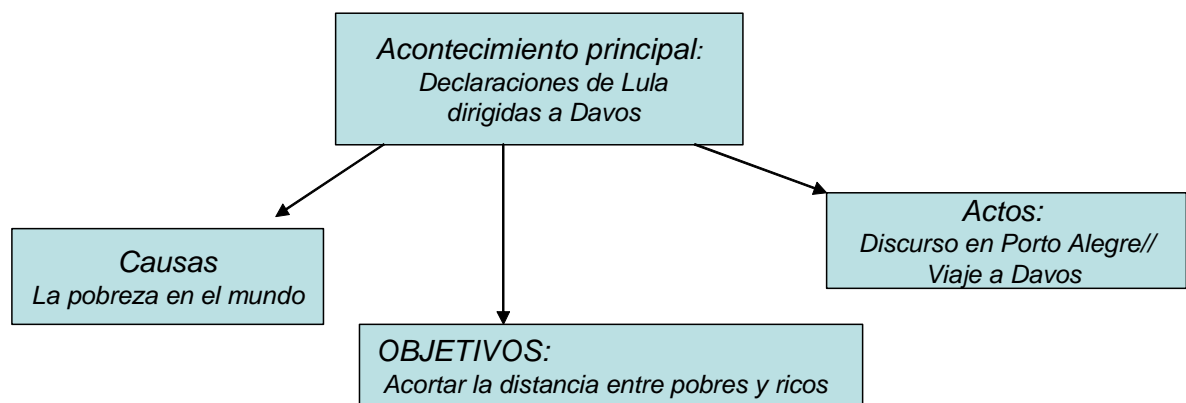 Acontecimiento principal:
Declaraciones de Lula
dirigidas a Davos
Causas
La pobreza en el mundo
OBJETIVOS:
Acortar la distancia entre pobres y ricos
Actos:
Discurso en Porto Alegre//
Viaje a Davos